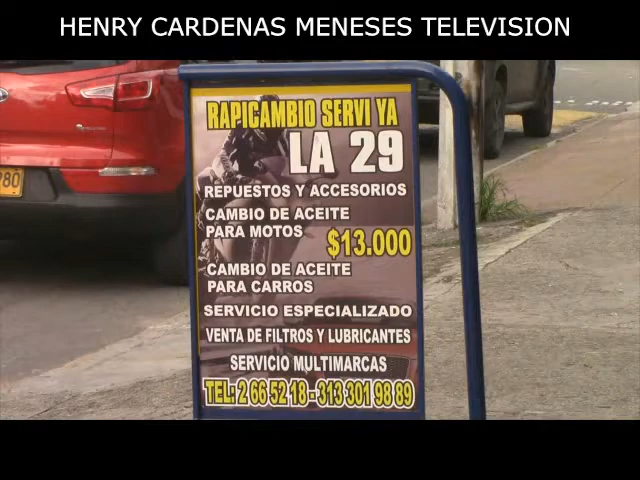 HENRY CARDENAS MENESES TELEVISION
RAPICAMBIO SERVI YA
LA 29
REPUESTOS Y ACCESORIOS
CAMBIO DE ACEITE
PARA MOTOS
$13.000
CAMBIO DE ACEITE
PARA CARROS
SERVICIO ESPECIALIZADO
VENTA DE FILTROS Y LUBRICANTES
SERVICIO MULTIMARCAS
TEL: 2 66 52 18 - 313 301 98 89
80